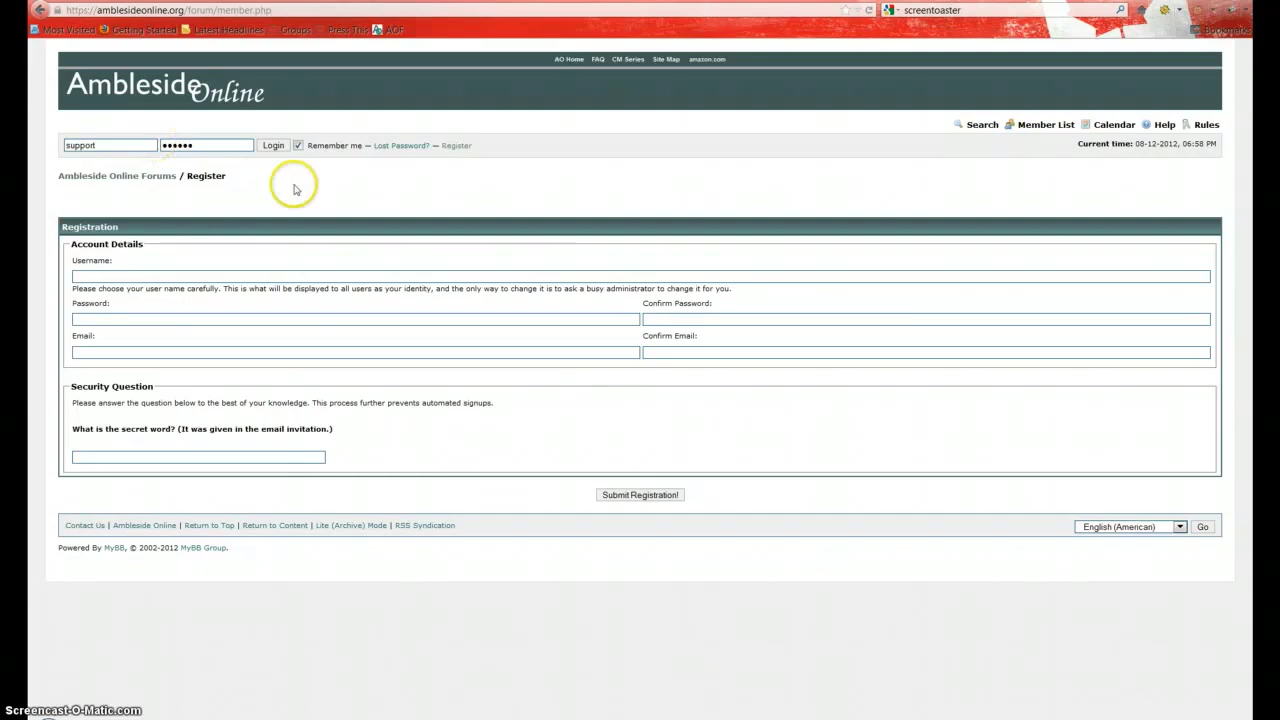 https://amblesideonline.org/forum/member.php
screentoaster
Most Visited Getting Started Latest Headlines Groups Press This AOF Bookmarks
AO Home FAQ CM Series Site Map amazon.com
Ambleside Online
Search Member List Calendar Help Rules
support •••••• Login Remember me — Lost Password? — Register Current time: 08-12-2012, 06:58 PM
Ambleside Online Forums / Register
Registration
Account Details
Username:
Please choose your user name carefully. This is what will be displayed to all users as your identity, and the only way to change it is to ask a busy administrator to change it for you.
Password: Confirm Password:
Email: Confirm Email:
Security Question
Please answer the question below to the best of your knowledge. This process further prevents automated signups.
What is the secret word? (It was given in the email invitation.)
Submit Registration!
Contact Us | Ambleside Online | Return to Top | Return to Content | Lite (Archive) Mode | RSS Syndication English (American) Go
Powered By MyBB, © 2002-2012 MyBB Group.
Screencast-O-Matic.com